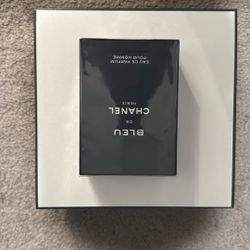 BLEU
DE
CHANEL
PARIS
EAU DE PARFUM
POUR HOMME